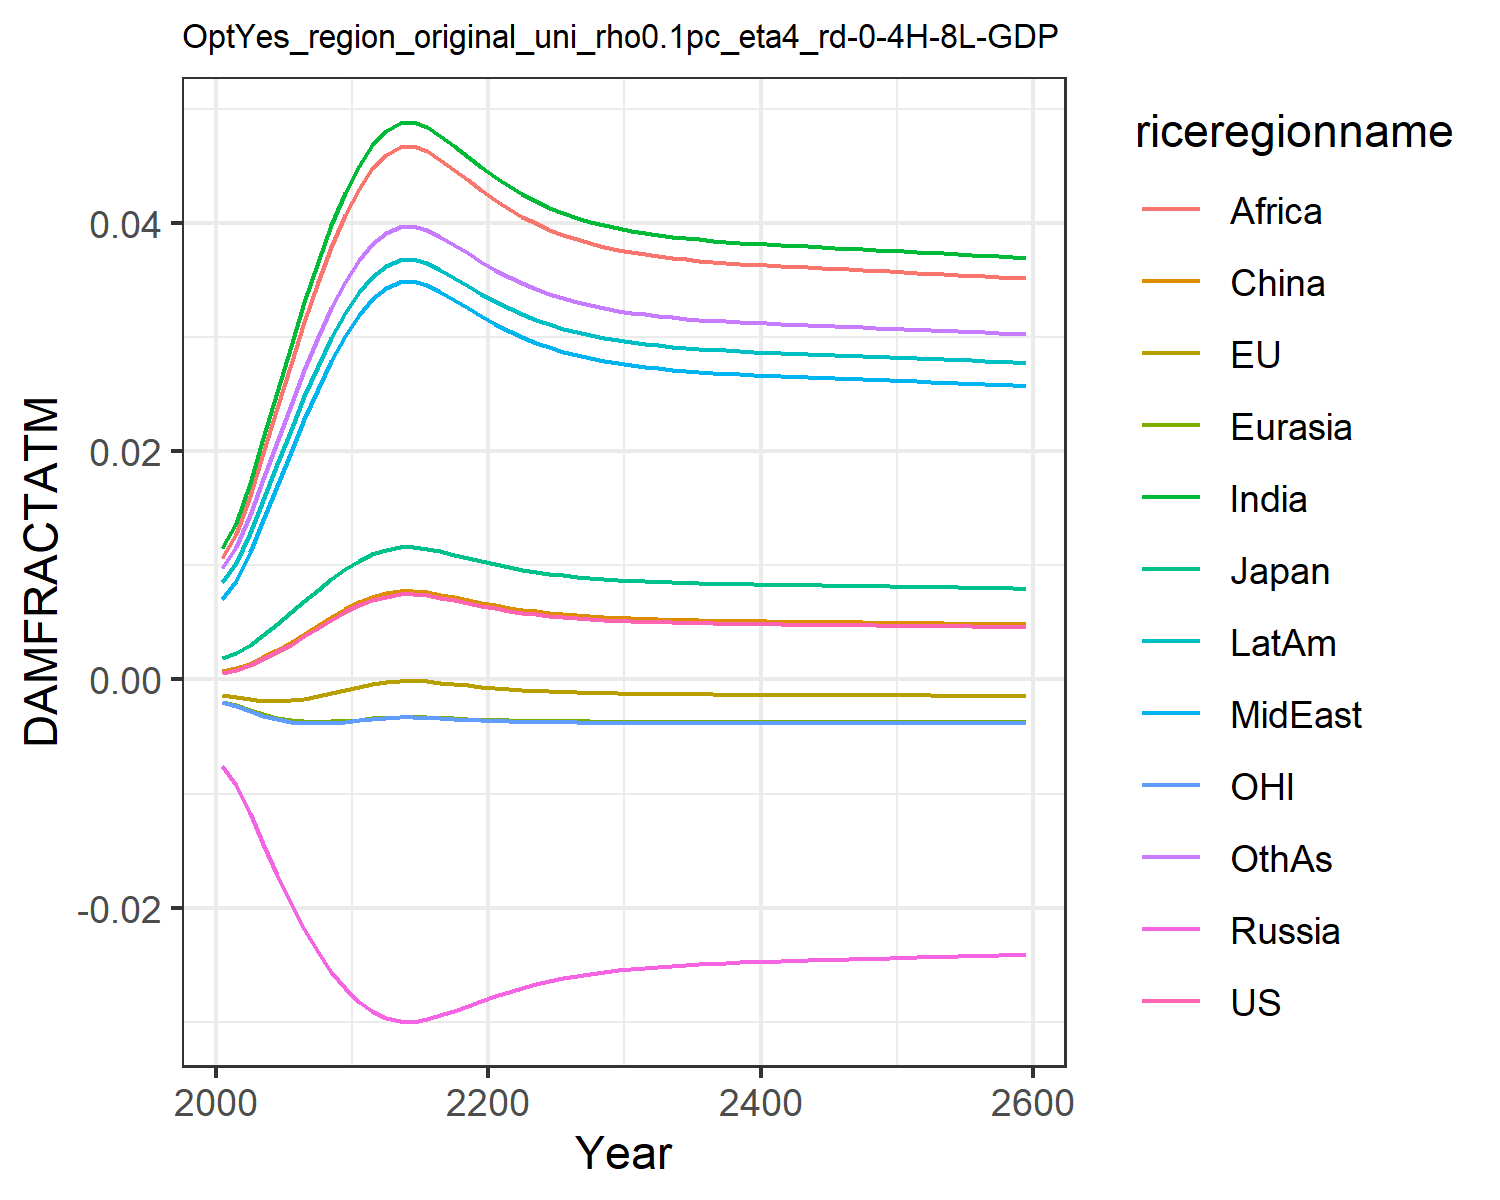 OptYes_region_original_uni_rho0.1pc_eta4_rd-0-4H-8L-GDP
DAMFRACTATM
0.04
0.02
0.00
-0.02
2000 2200 2400 2600
Year
riceregionname
Africa
China
EU
Eurasia
India
Japan
LatAm
MidEast
OHI
OthAs
Russia
US